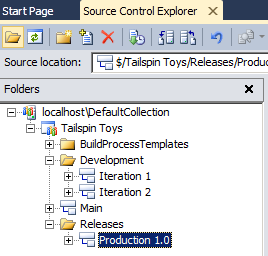 Start Page Source Control Explorer
Source location: $/Tailspin Toys/Releases/Produc
Folders
localhost\DefaultCollection
Tailspin Toys
BuildProcessTemplates
Development
Iteration 1
Iteration 2
Main
Releases
Production 1.0